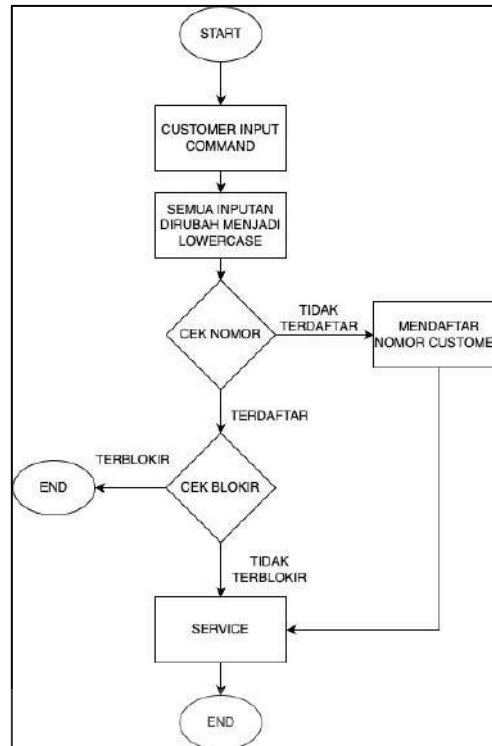 START
CUSTOMER INPUT
COMMAND
SEMUA INPUTAN
DIRUBAH MENJADI
LOWERCASE
CEK NOMOR
TIDAK
TERDAFTAR
MENDAFTAR
NOMOR CUSTOME
TERDAFTAR
TERBLOKIR
END
CEK BLOKIR
TIDAK
TERBLOKIR
SERVICE
END